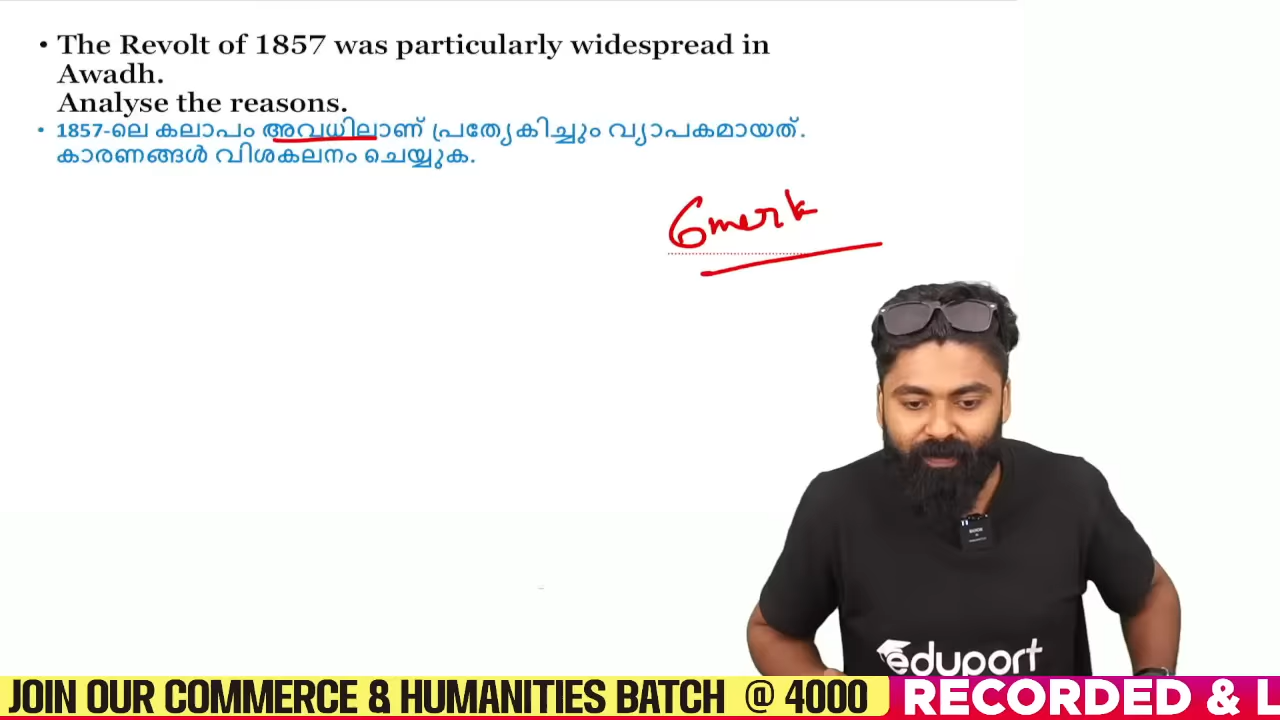 • The Revolt of 1857 was particularly widespread in
Awadh.
Analyse the reasons.
• 1857-ലെ കലാപം അവധിലാണ് പ്രത്യേകിച്ചും വ്യാപകമായത്.
കാരണങ്ങൾ വിശകലനം ചെയ്യുക.
6merk
eduport
JOIN OUR COMMERCE & HUMANITIES BATCH @ 4000 RECORDED & L